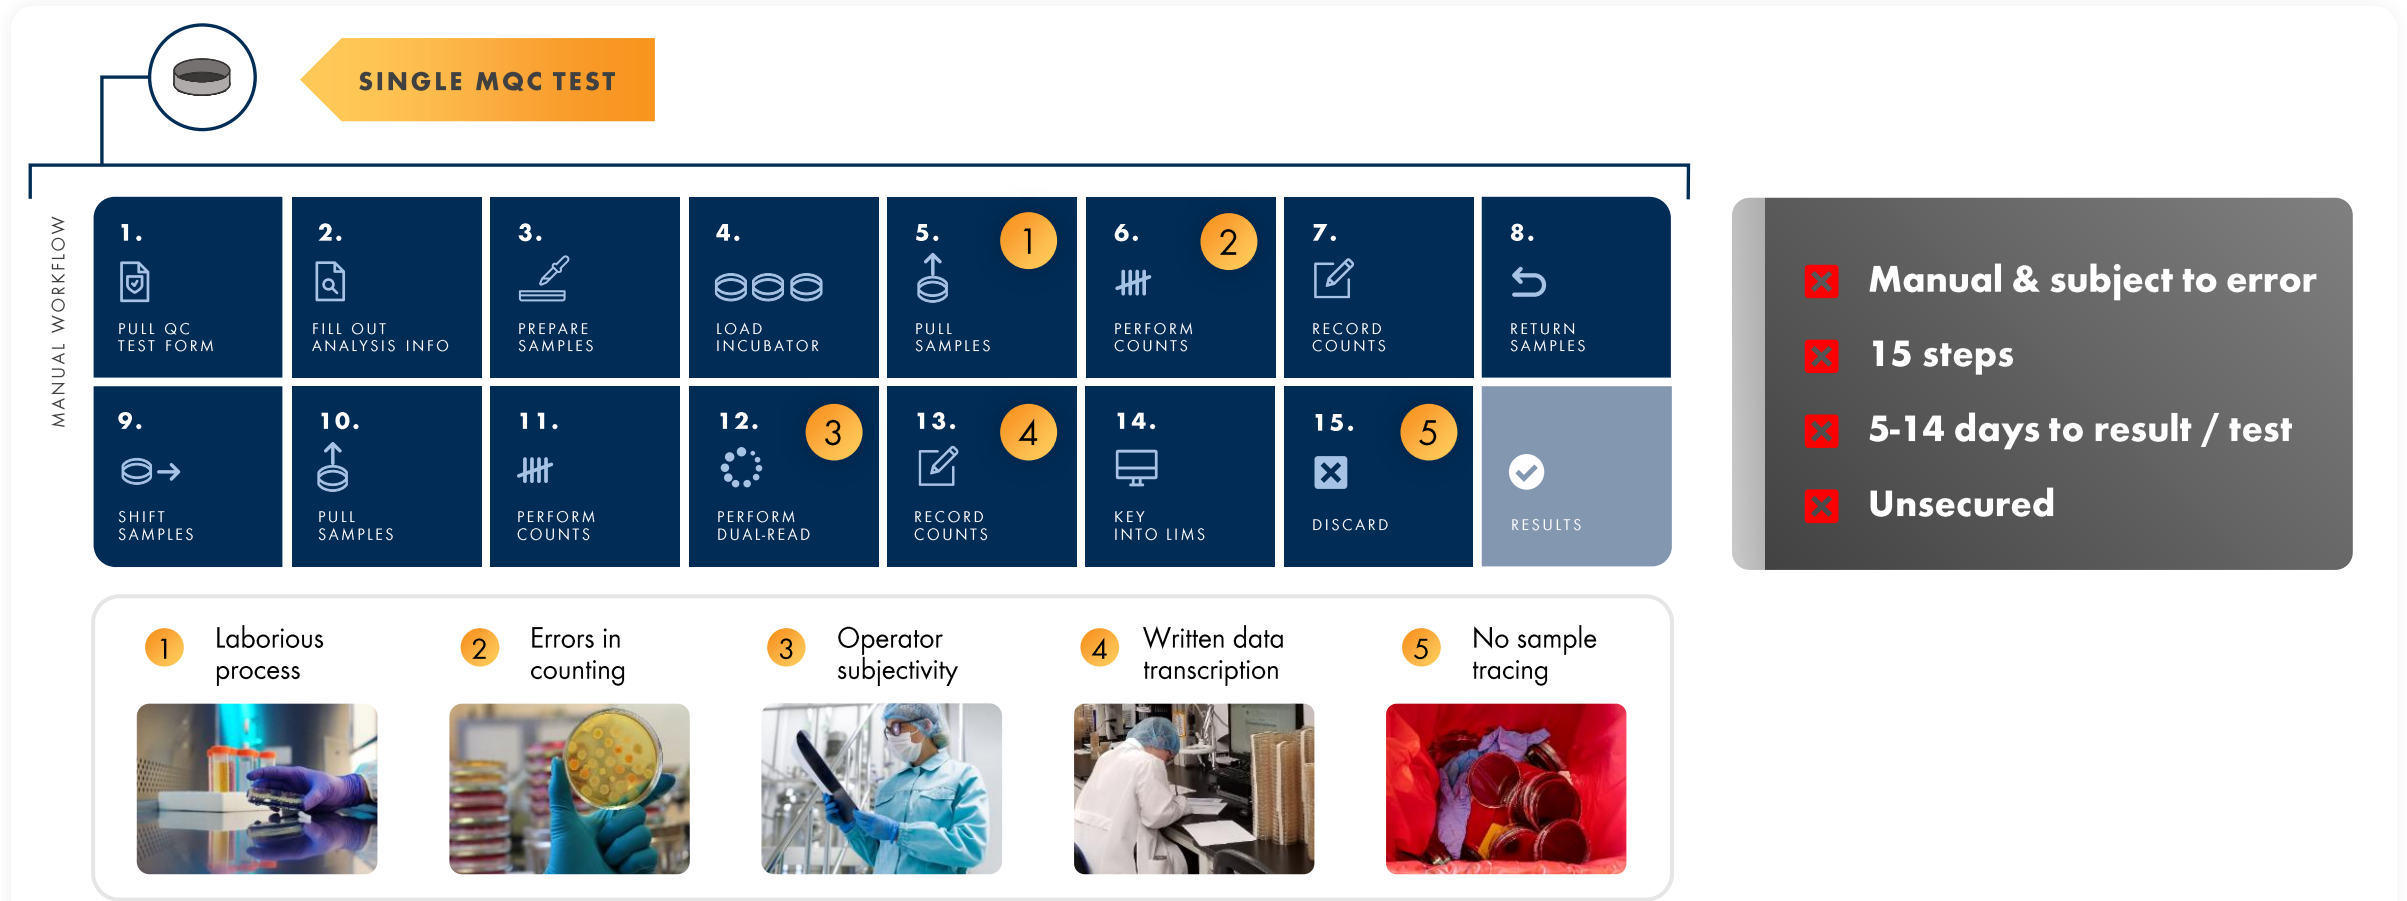 SINGLE MQC TEST
MANUAL WORKFLOW
1.
PULL QC
TEST FORM
2.
FILL OUT
ANALYSIS INFO
3.
PREPARE
SAMPLES
4.
LOAD
INCUBATOR
5.
1
PULL
SAMPLES
6.
2
PERFORM
COUNTS
7.
RECORD
COUNTS
8.
RETURN
SAMPLES
9.
SHIFT
SAMPLES
10.
PULL
SAMPLES
11.
PERFORM
COUNTS
12.
3
PERFORM
DUAL-READ
13.
4
RECORD
COUNTS
14.
KEY
INTO LIMS
15.
5
DISCARD
RESULTS
Manual & subject to error
15 steps
5-14 days to result / test
Unsecured
1
Laborious
process
2
Errors in
counting
3
Operator
subjectivity
4
Written data
transcription
5
No sample
tracing